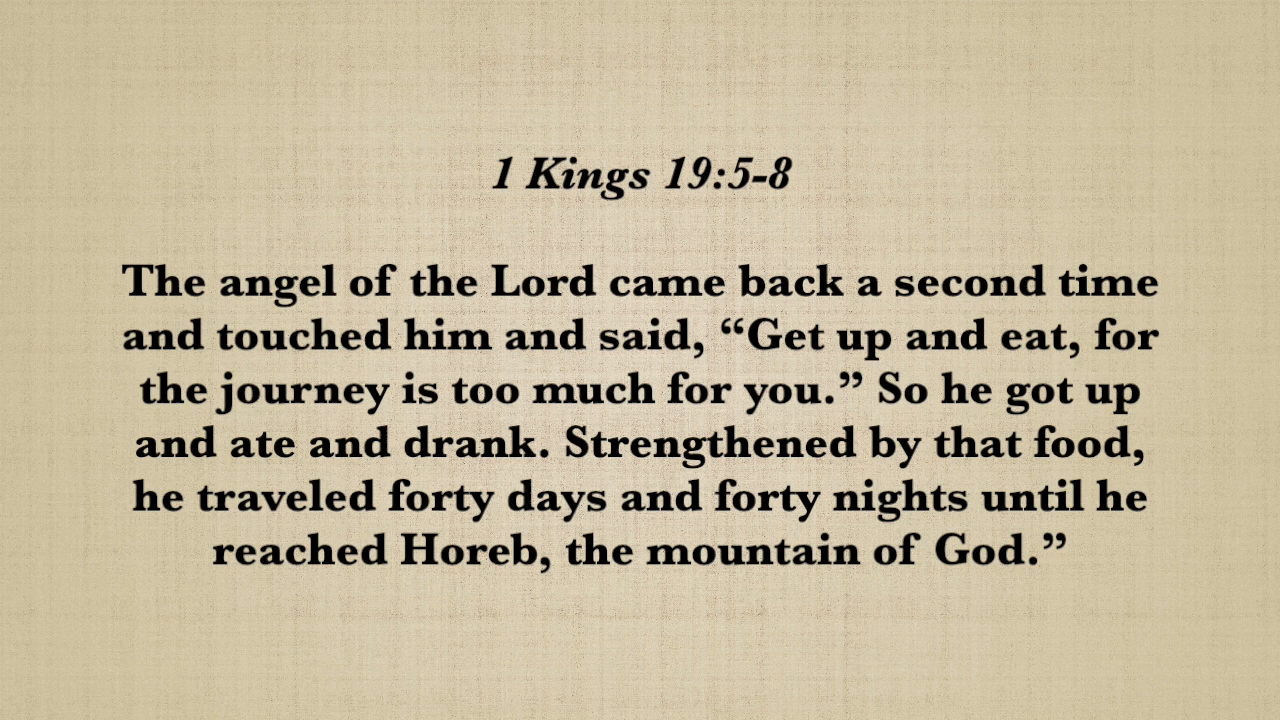 1 Kings 19:5-8
The angel of the Lord came back a second time
and touched him and said, “Get up and eat, for
the journey is too much for you.” So he got up
and ate and drank. Strengthened by that food,
he traveled forty days and forty nights until he
reached Horeb, the mountain of God.”